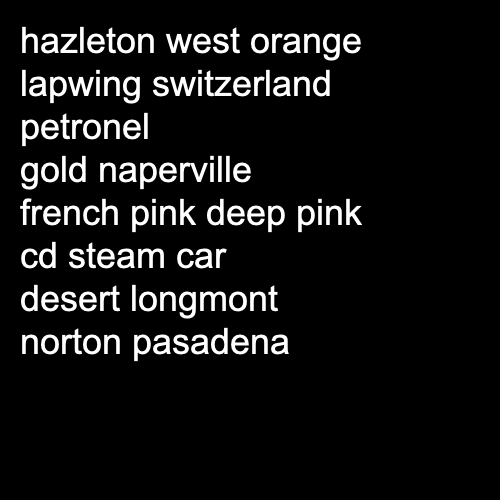 hazleton west orange
lapwing switzerland
petronel
gold naperville
french pink deep pink
cd steam car
desert longmont
norton pasadena